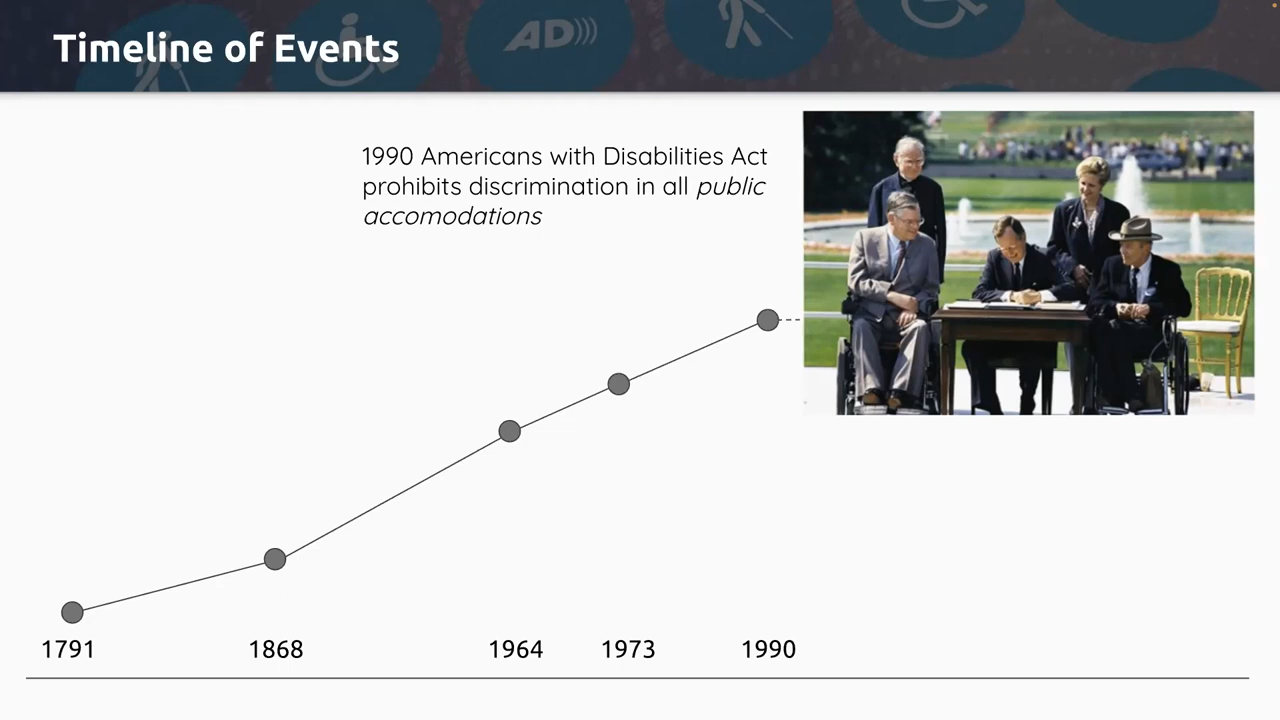 Timeline of Events
AD
1990 Americans with Disabilities Act
prohibits discrimination in all public
accomodations
1791 1868 1964 1973 1990